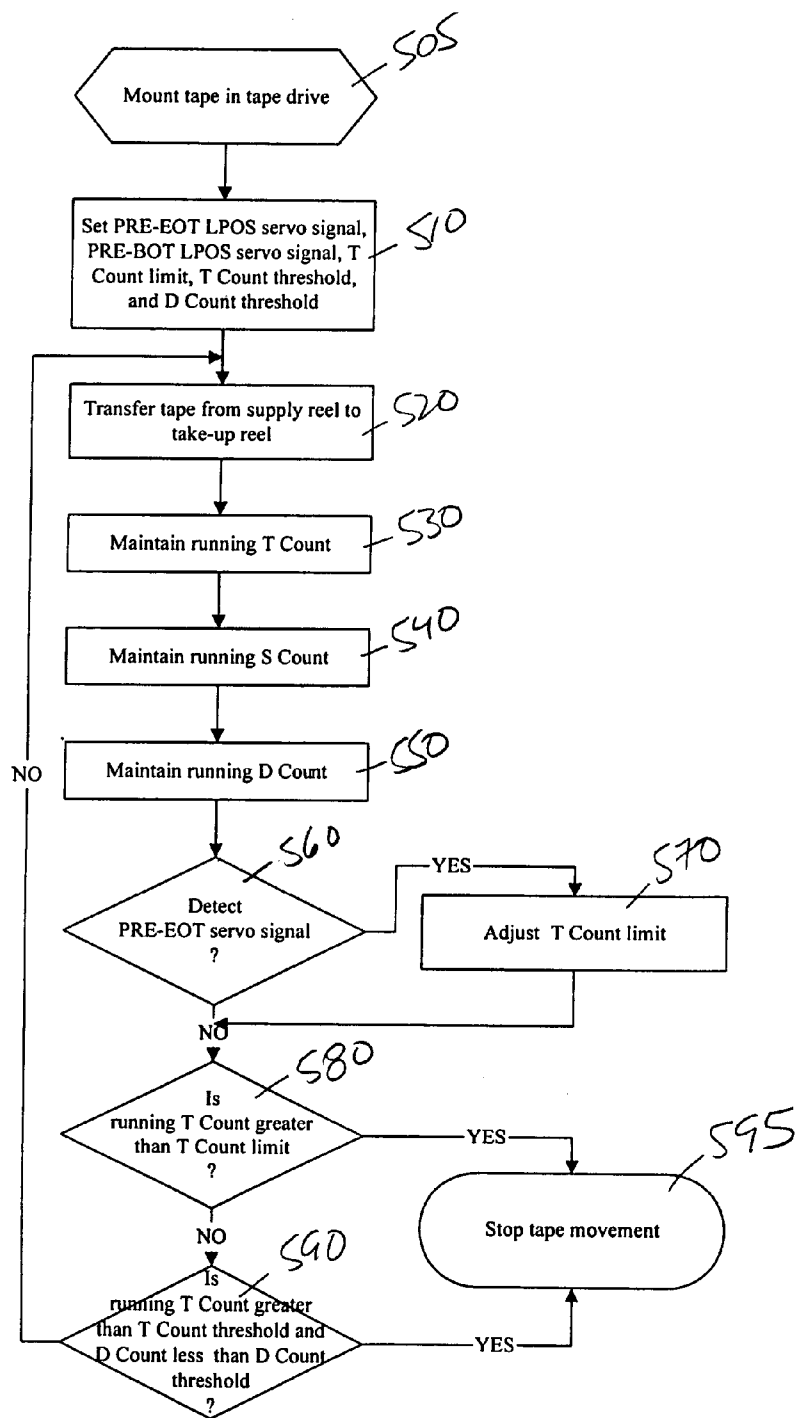 505
Mount tape in tape drive
510
Set PRE-EOT LPOS servo signal,
PRE-BOT LPOS servo signal, T
Count limit, T Count threshold,
and D Count threshold
520
Transfer tape from supply reel to
take-up reel
530
Maintain running T Count
540
Maintain running S Count
550
Maintain running D Count
NO
560
YES
570
Detect
PRE-EOT servo signal
?
Adjust T Count limit
NO
580
Is
running T Count greater
than T Count limit
?
YES
595
Stop tape movement
NO
590
Is
running T Count greater
than T Count threshold and
D Count less than D Count
threshold
?
YES